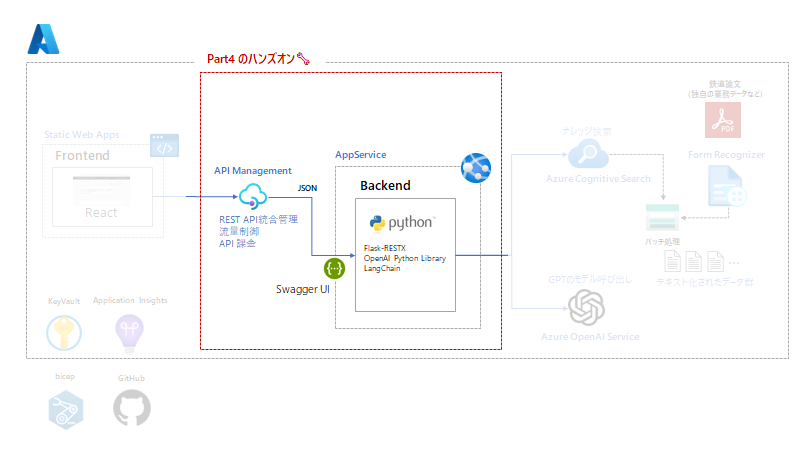 Part4 のハンズオン
鉄道論文
(独自の業務データなど)
PDF
Static Web Apps
Frontend
React
API Management
JSON
REST API統合管理
流量制御
API 課金
AppService
Backend
python
Flask-RESTX
OpenAI Python Library
LangChain
Swagger UI
ナレッジ検索
Azure Cognitive Search
Form Recognizer
バッチ処理
テキスト化されたデータ群
GPTのモデル呼び出し
Azure OpenAI Service
KeyVault
Application Insights
bicep
GitHub